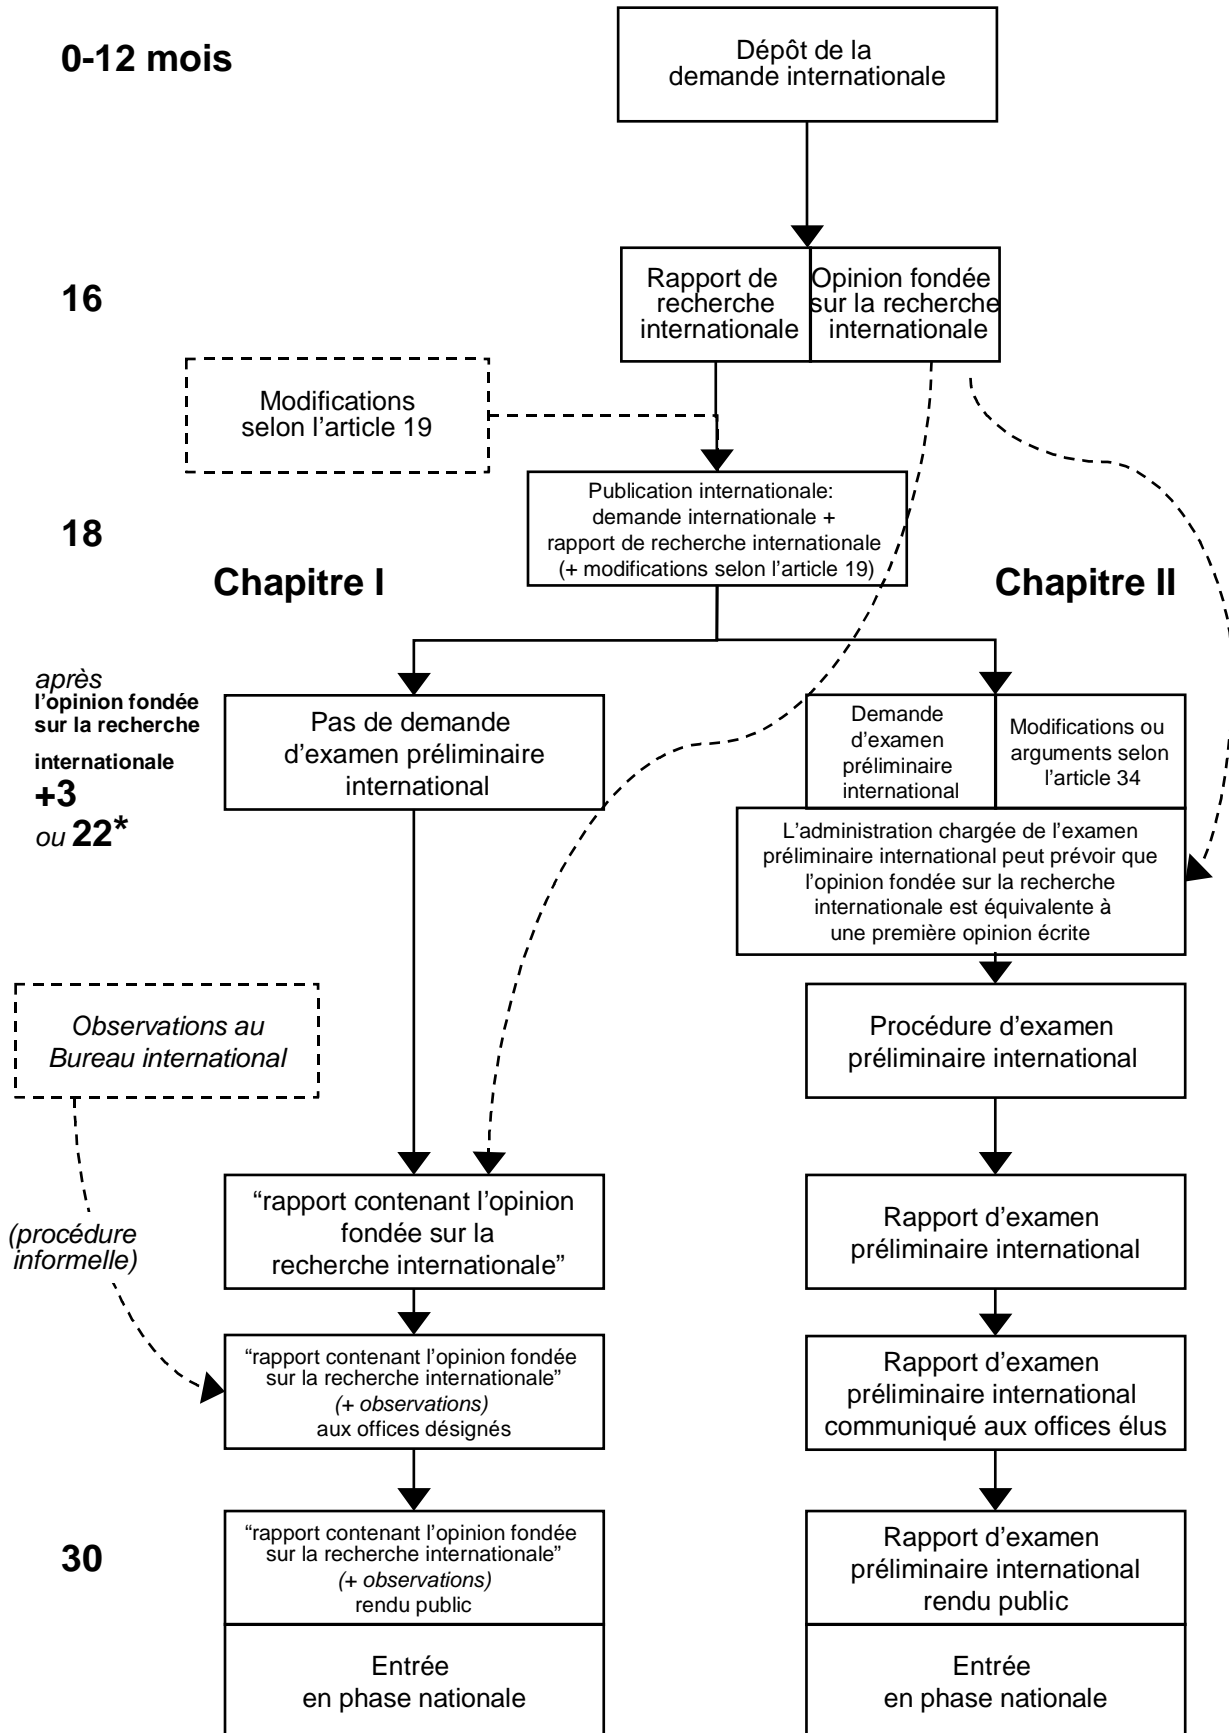 0-12 mois
Dépôt de la
demande internationale
16
Rapport de
recherche
internationale
Opinion fondée
sur la recherche
internationale
Modifications
selon l’article 19
18
Publication internationale:
demande internationale +
rapport de recherche internationale
(+ modifications selon l’article 19)
Chapitre I
Chapitre II
après
l’opinion fondée
sur la recherche
internationale
+3
ou 22*
Pas de demande
d’examen préliminaire
international
Demande
d’examen
préliminaire
international
Modifications ou
arguments selon
l’article 34
L’administration chargée de l’examen
préliminaire international peut prévoir que
l’opinion fondée sur la recherche
internationale est équivalente à
une première opinion écrite
Observations au
Bureau international
Procédure d’examen
préliminaire international
(procédure
informelle)
“rapport contenant l’opinion
fondée sur la
recherche internationale”
Rapport d’examen
préliminaire international
“rapport contenant l’opinion fondée
sur la recherche internationale”
(+ observations)
aux offices désignés
Rapport d’examen
préliminaire international
communiqué aux offices élus
30
“rapport contenant l’opinion fondée
sur la recherche internationale”
(+ observations)
rendu public
Rapport d’examen
préliminaire international
rendu public
Entrée
en phase nationale
Entrée
en phase nationale